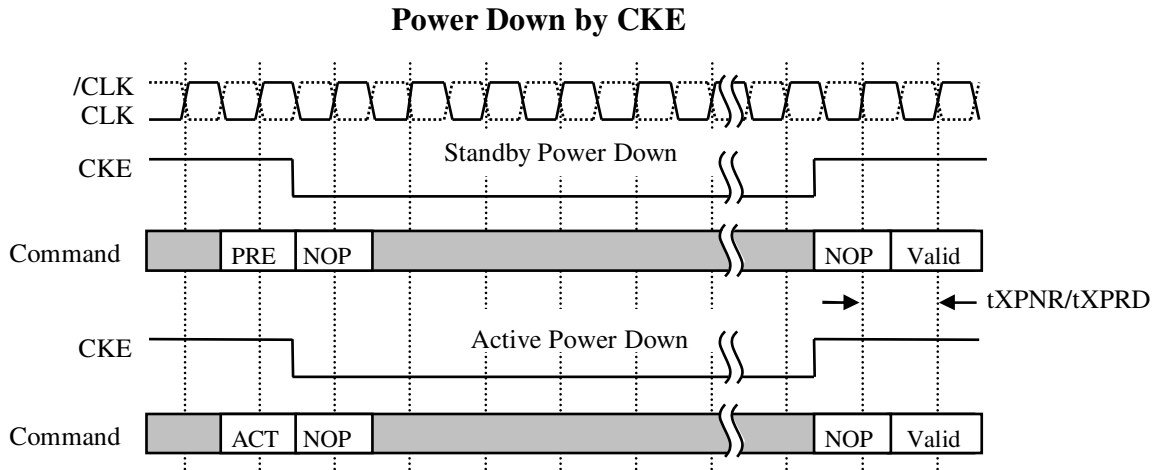 Power Down by CKE
/CLK
CLK
Standby Power Down
CKE
Command PRE NOP NOP Valid
tXPNR/tXPRD
Active Power Down
CKE
Command ACT NOP NOP Valid